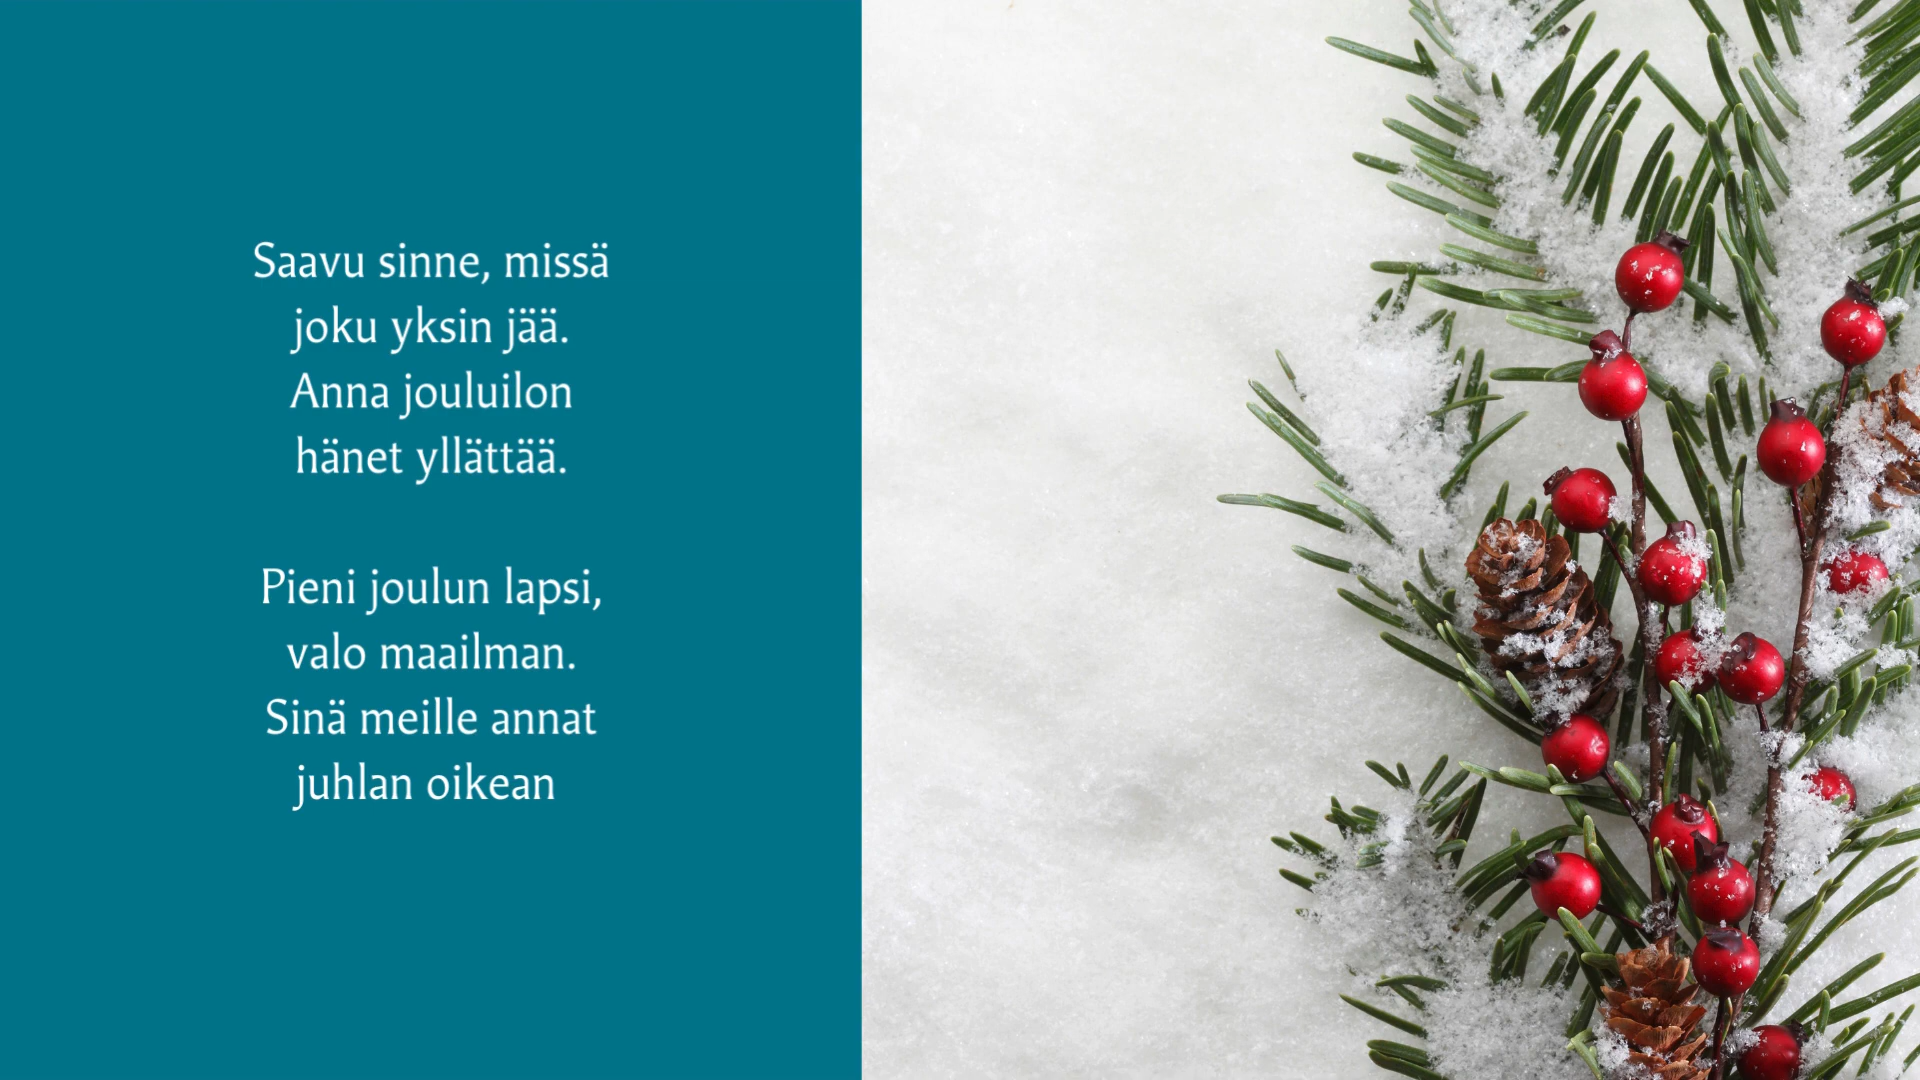 Saavu sinne, missä
joku yksin jää.
Anna jouluilon
hänet yllättää.
Pieni joulun lapsi,
valo maailman.
Sinä meille annat
juhlan oikean